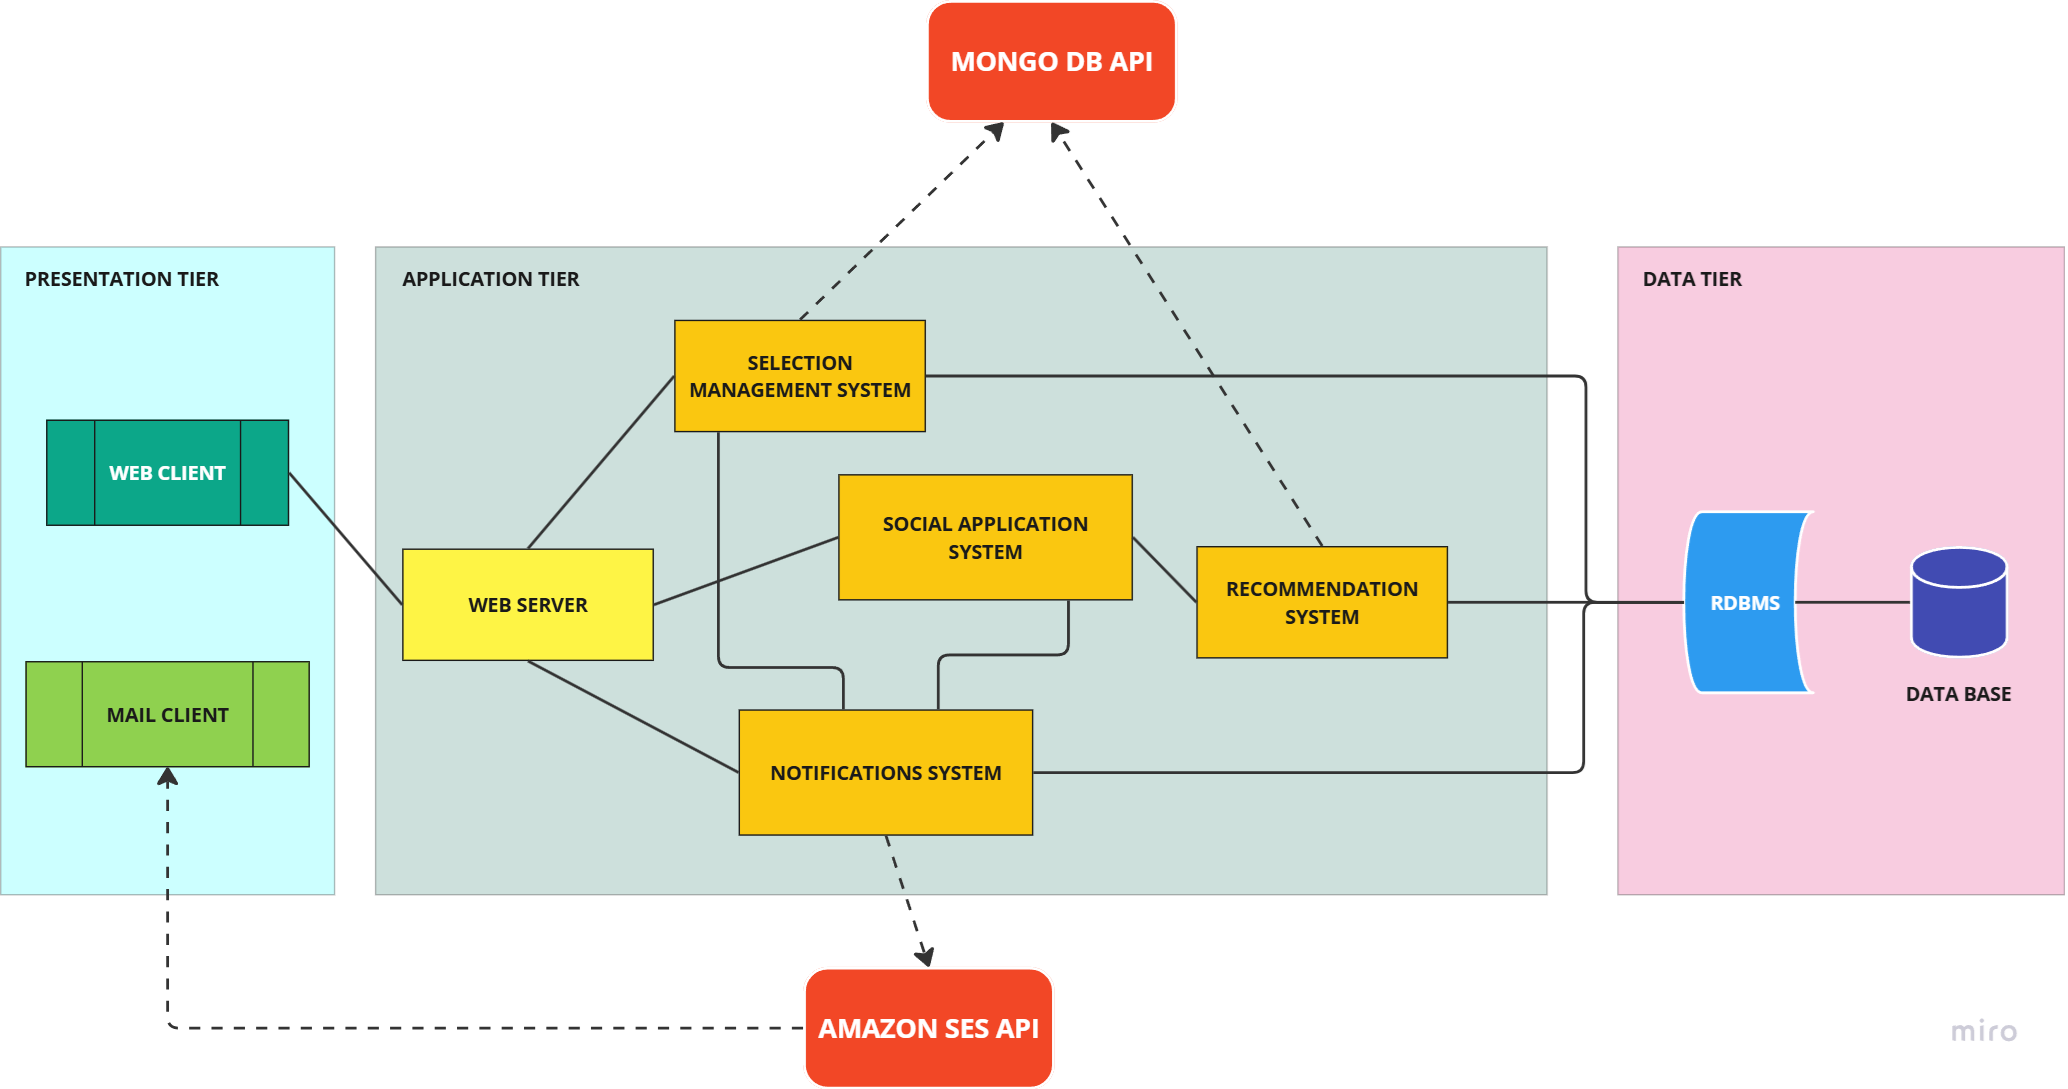 MONGO DB API
PRESENTATION TIER
APPLICATION TIER
DATA TIER
SELECTION
MANAGEMENT SYSTEM
WEB CLIENT
SOCIAL APPLICATION
SYSTEM
WEB SERVER
RECOMMENDATION
SYSTEM
RDBMS
DATA BASE
MAIL CLIENT
NOTIFICATIONS SYSTEM
AMAZON SES API
miro